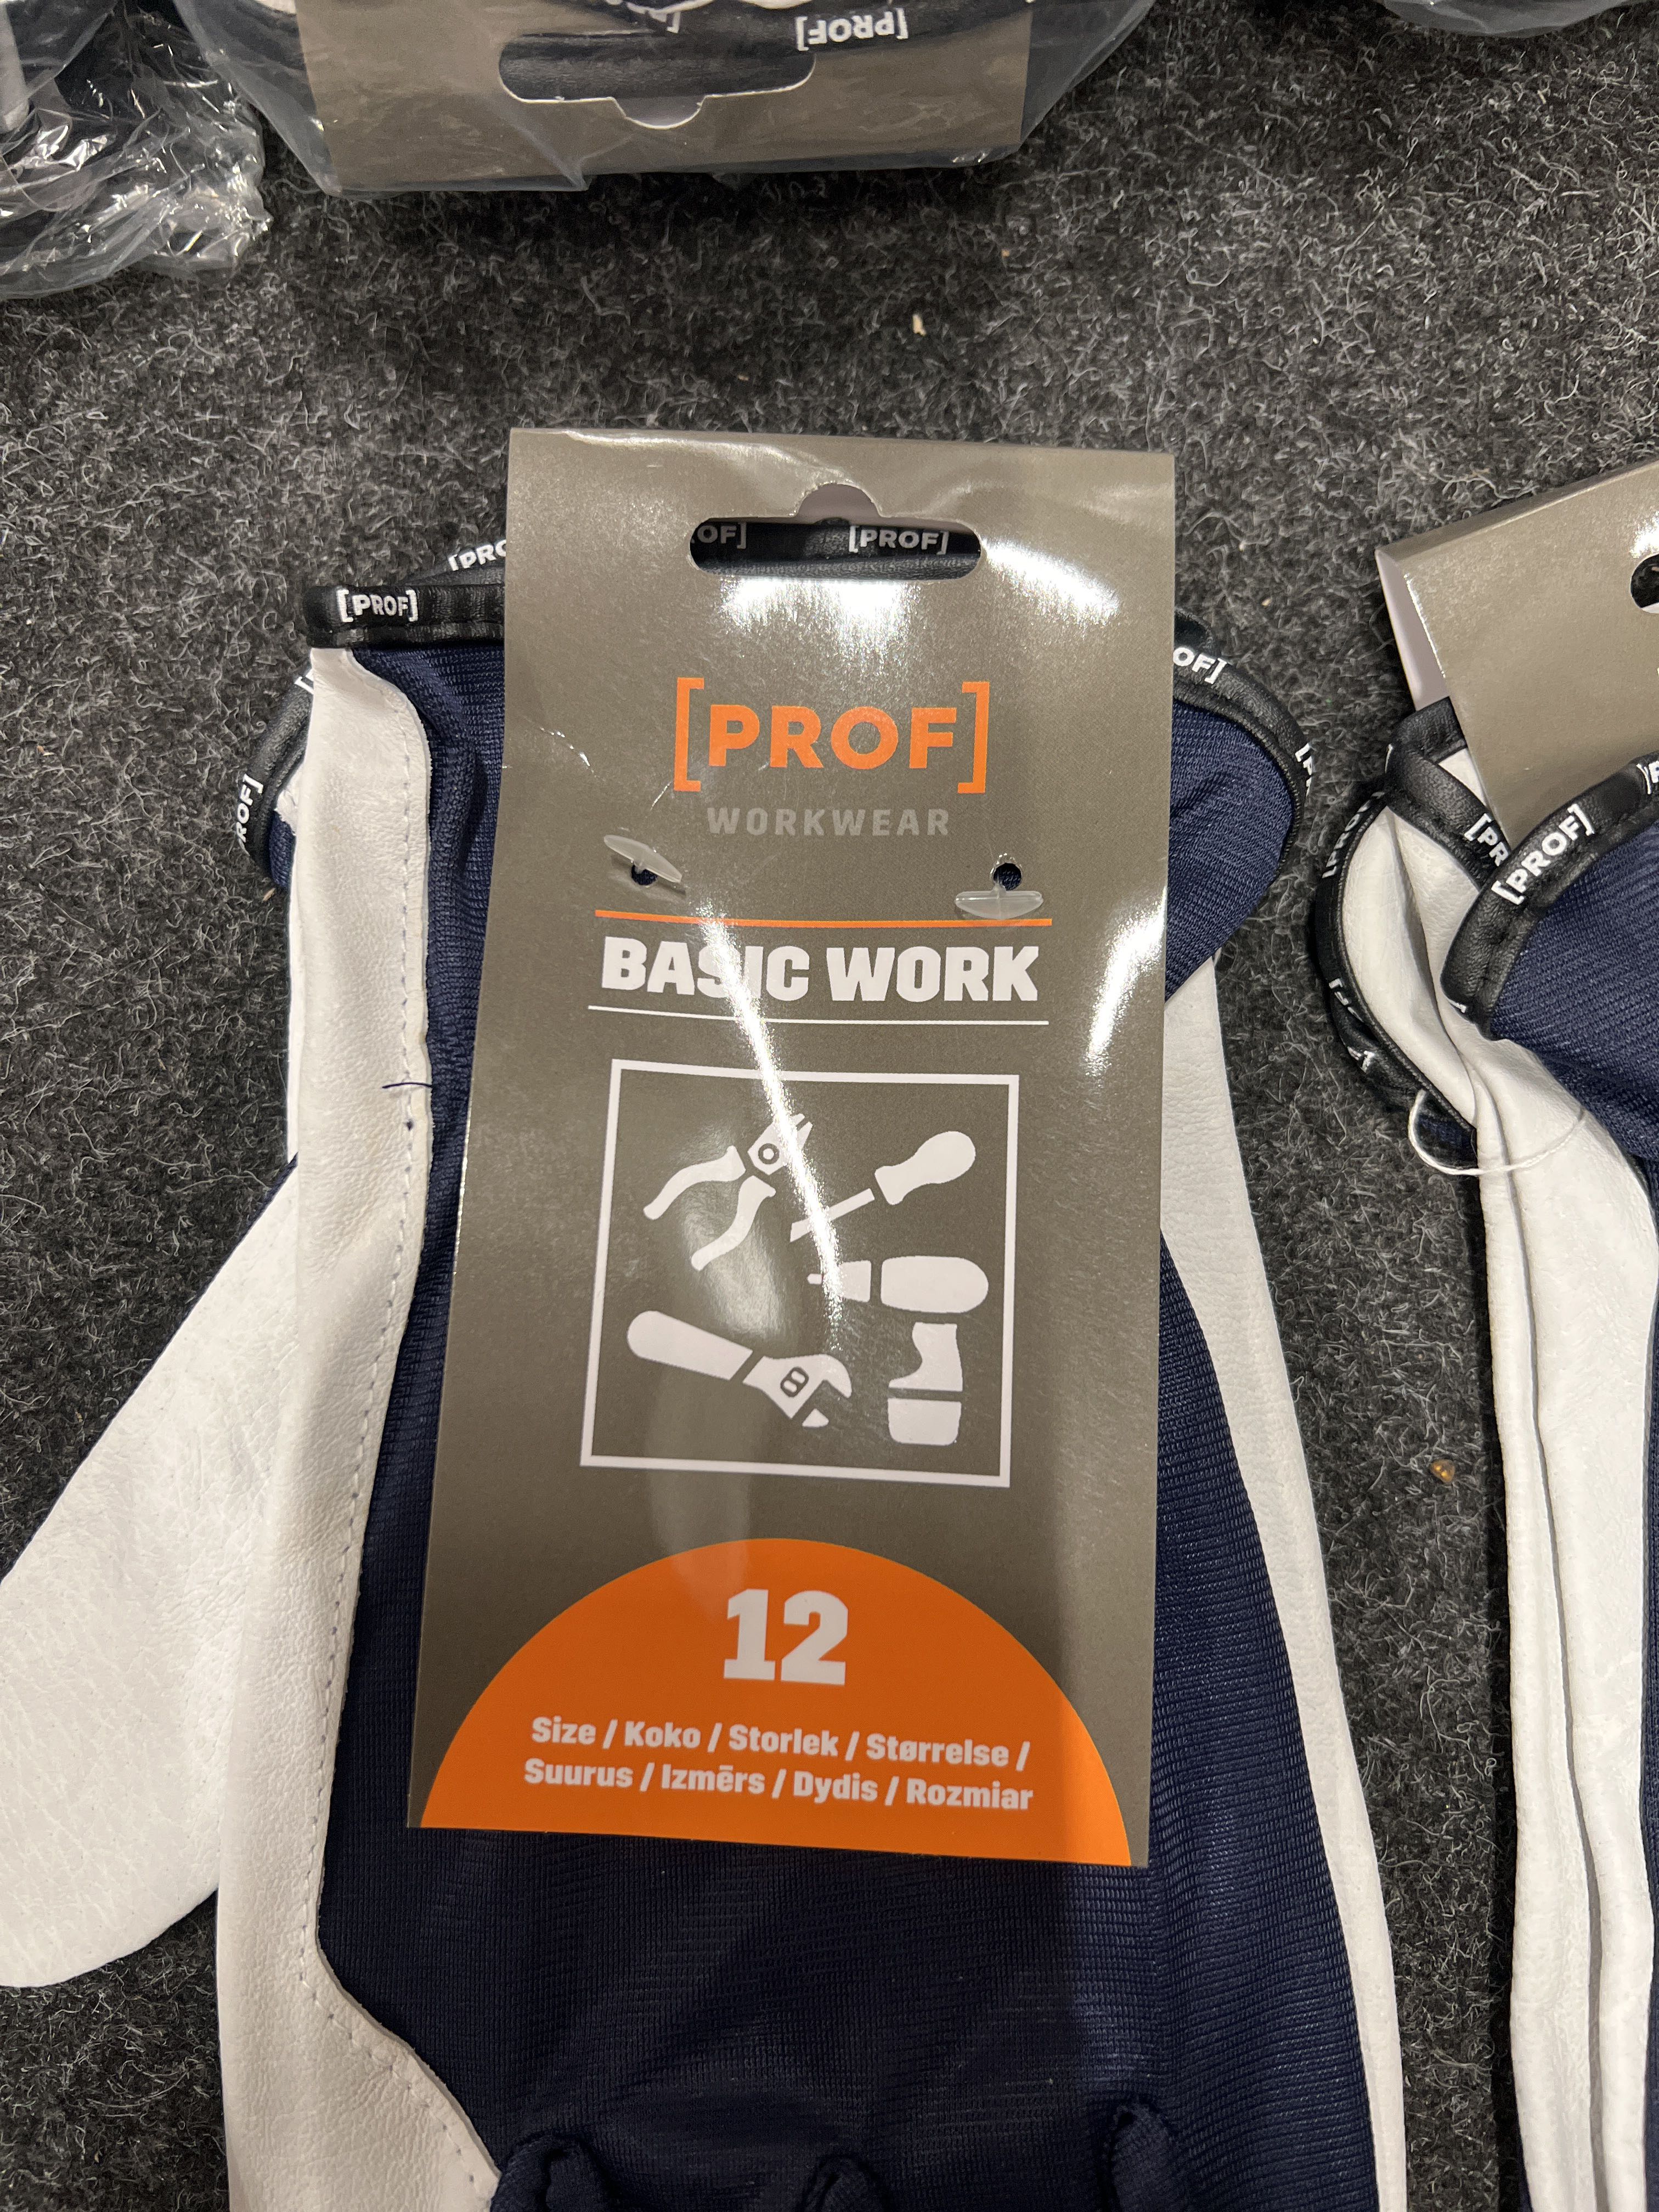 [PROF]
[PROF]
[PROF]
[PROF]
WORKWEAR
BASIC WORK
12
Size / Koko / Storlek / Størrelse /
Suurus / Izmērs / Dydis / Rozmiar
[PROF]